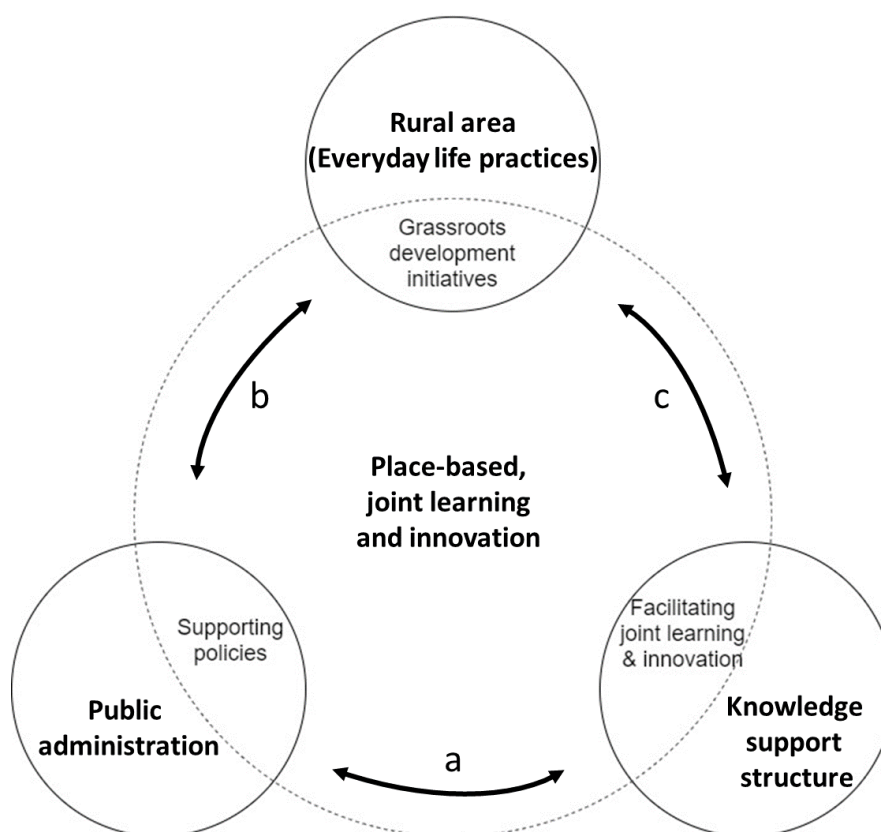 Rural area
(Everyday life practices)
Grassroots
development
initiatives
b
c
Place-based,
joint learning
and innovation
Supporting
policies
Public
administration
Facilitating
joint learning
& innovation
Knowledge
support
structure
a